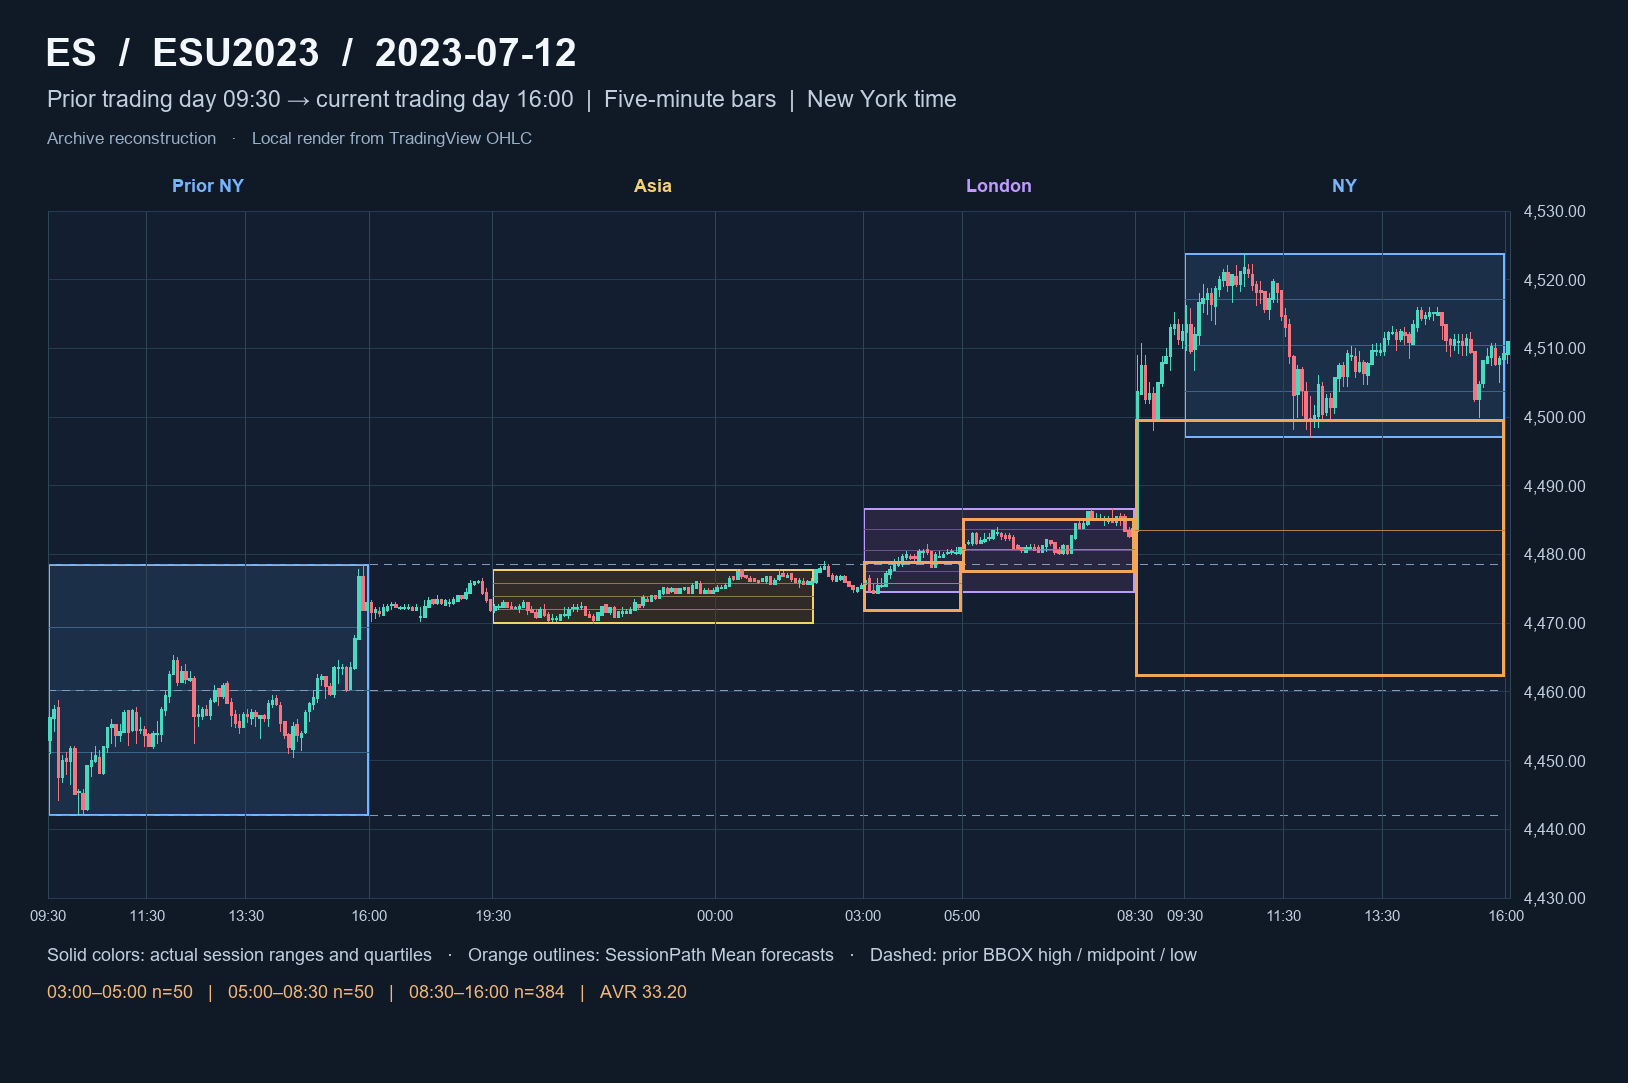 ES / ESU2023 / 2023-07-12
Prior trading day 09:30 → current trading day 16:00 | Five-minute bars | New York time
Archive reconstruction · Local render from TradingView OHLC
Prior NY Asia London NY
4,530.00
4,520.00
4,510.00
4,500.00
4,490.00
4,480.00
4,470.00
4,460.00
4,450.00
4,440.00
4,430.00
09:30 11:30 13:30 16:00 19:30 00:00 03:00 05:00 08:30 09:30 11:30 13:30 16:00
Solid colors: actual session ranges and quartiles · Orange outlines: SessionPath Mean forecasts · Dashed: prior BBOX high / midpoint / low
03:00–05:00 n=50 | 05:00–08:30 n=50 | 08:30–16:00 n=384 | AVR 33.20